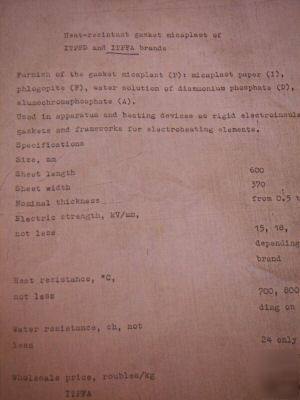 Heat-resistant gasket micaplast of
ITPFD and ITPFA brands
Furnish of the gasket micaplast (P): micaplast paper (I),
phlogopite (F), water solution of diammonium phosphate (D),
alumochromphosphate (A).
Used in apparatus and heating devices as rigid electroinsula
gaskets and frameworks for electroheating elements.
Specifications
Size, mm
Sheet length 600
Sheet width 370
Nominal thickness from 0.5 t
Electric strength, kV/mm,
not less 15, 18,
depending
brand
Heat resistance, °C,
not less 700, 800
ding on
Water resistance, ch, not
less 24 only
Wholesale price, roubles/kg
ITPFA